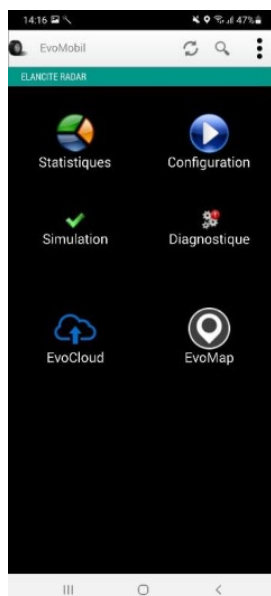 14:16 47%
EvoMobil
ELANCITE RADAR
Statistiques Configuration
Simulation Diagnostique
EvoCloud EvoMap